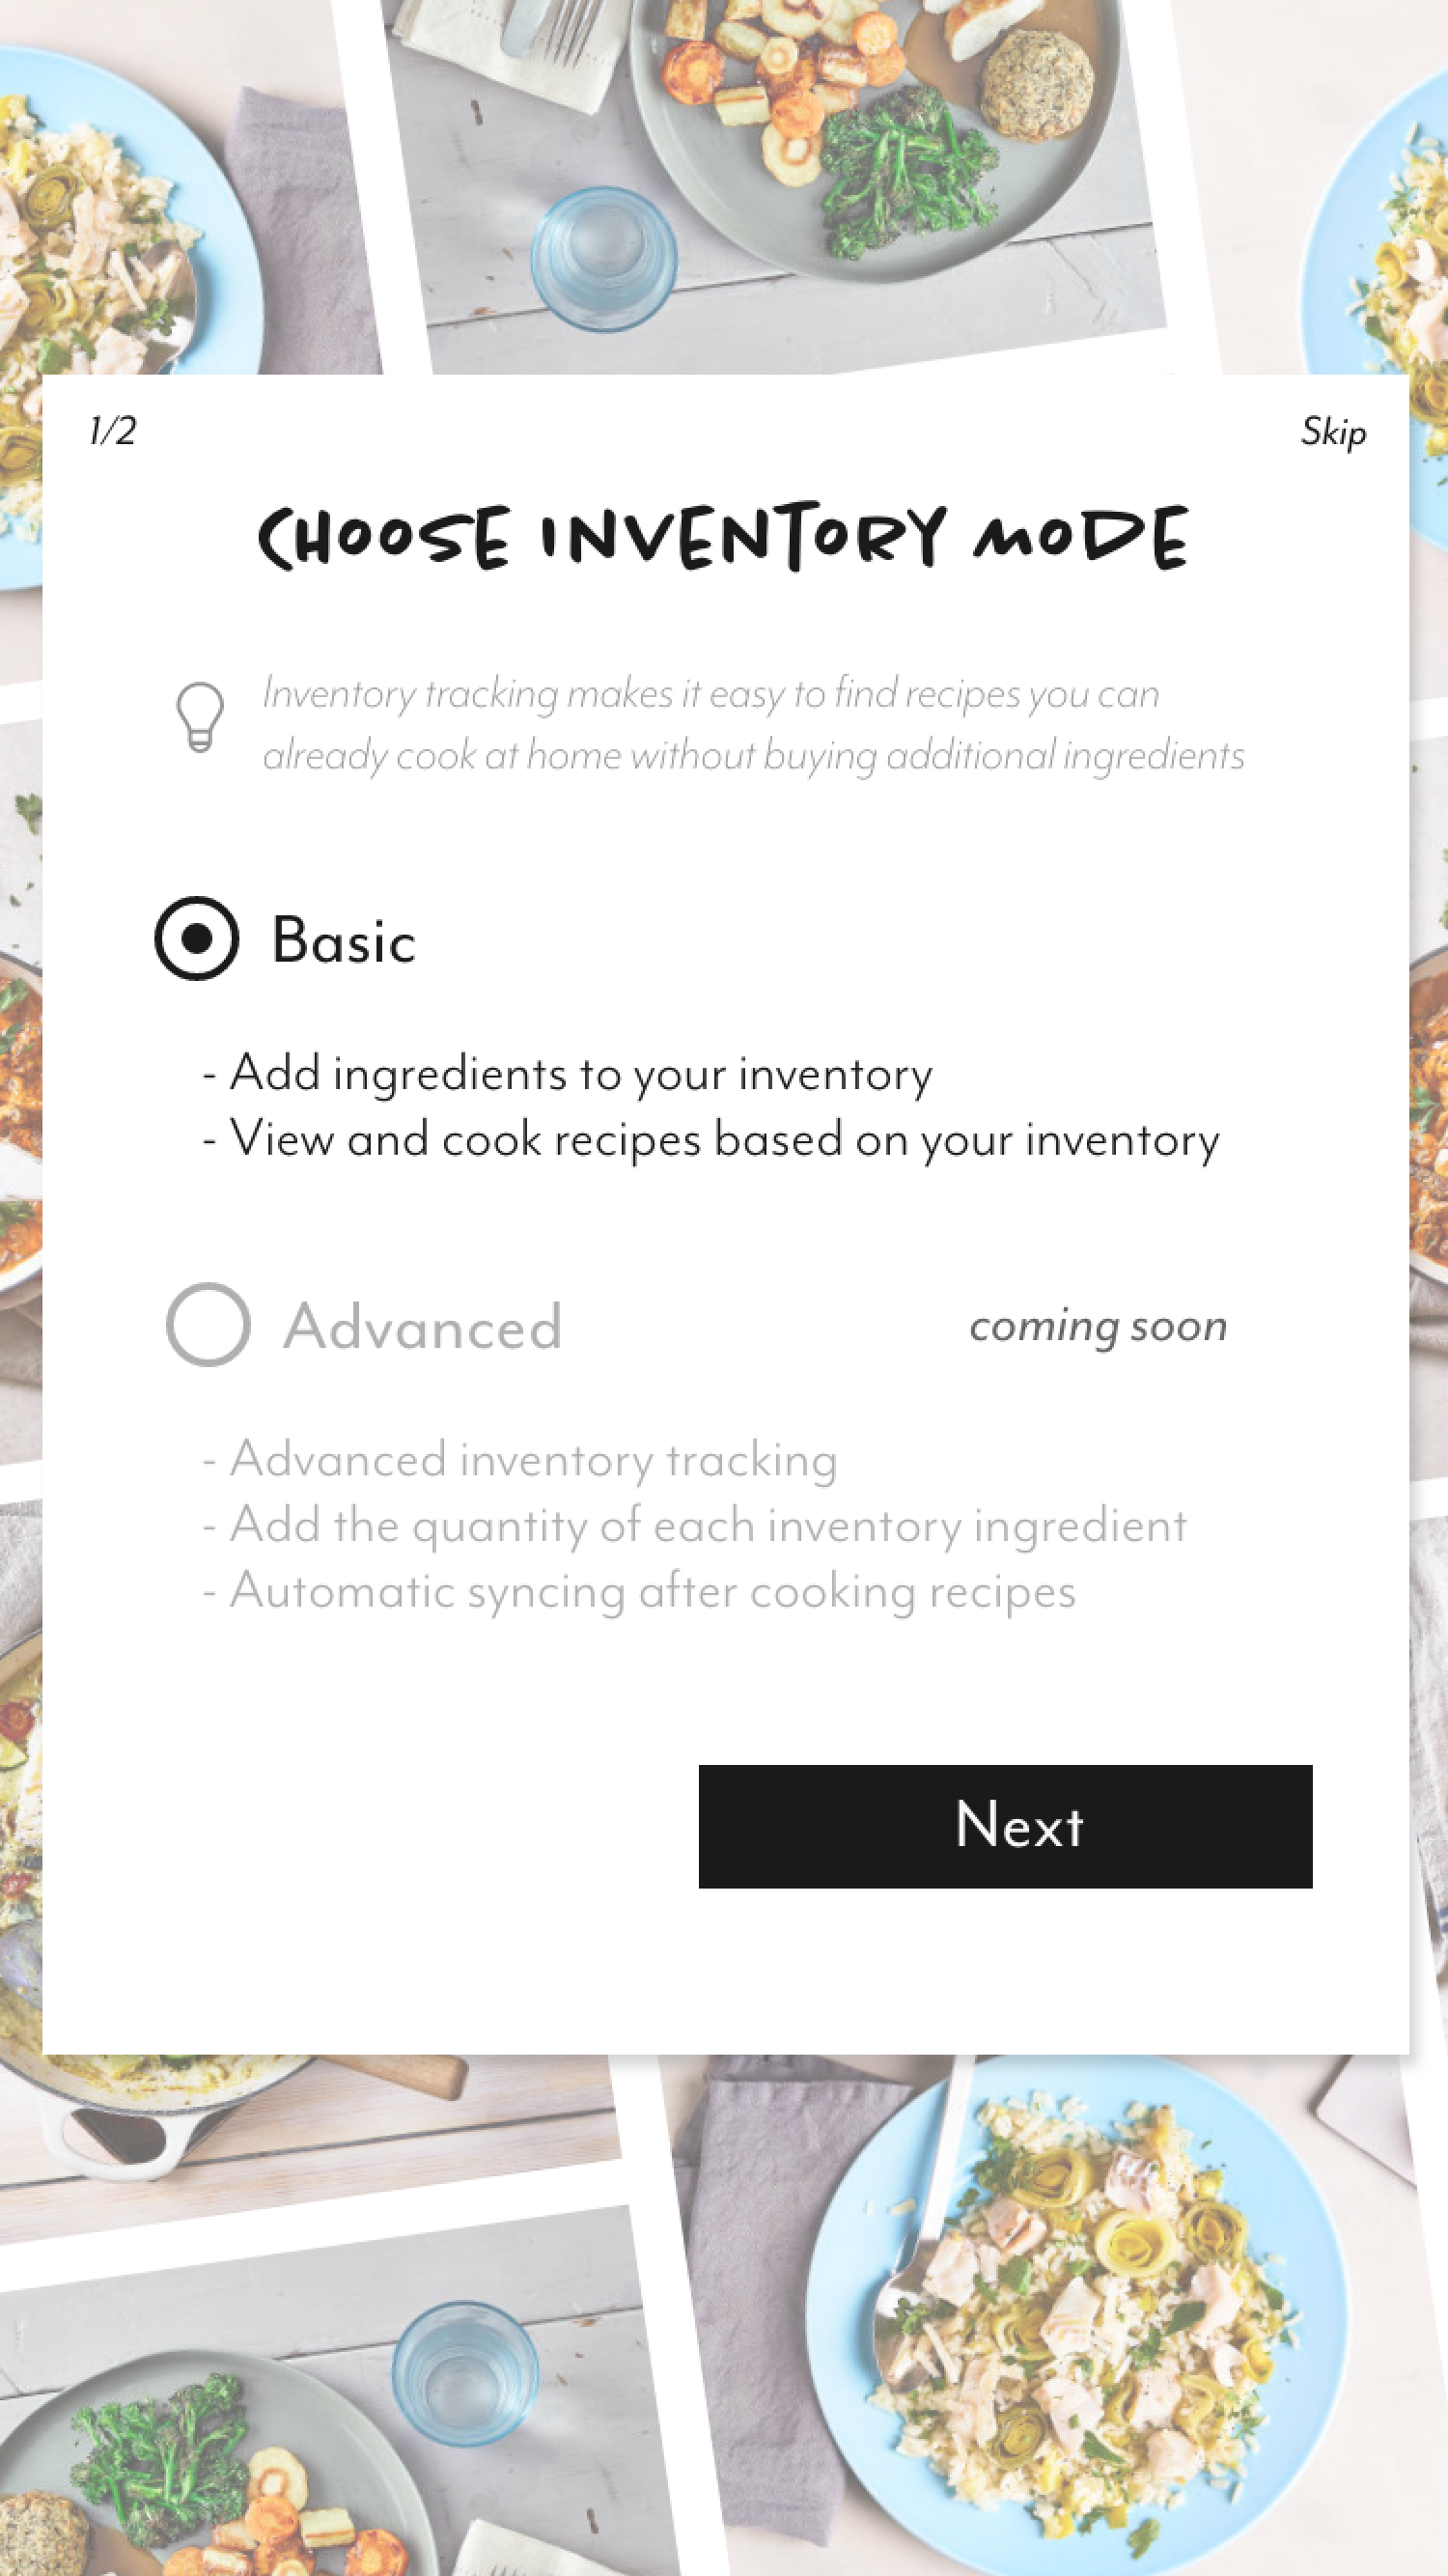 1/2
Skip
CHOOSE INVENTORY MODE
Inventory tracking makes it easy to find recipes you can
already cook at home without buying additional ingredients
Basic
- Add ingredients to your inventory
- View and cook recipes based on your inventory
Advanced
coming soon
- Advanced inventory tracking
- Add the quantity of each inventory ingredient
- Automatic syncing after cooking recipes
Next